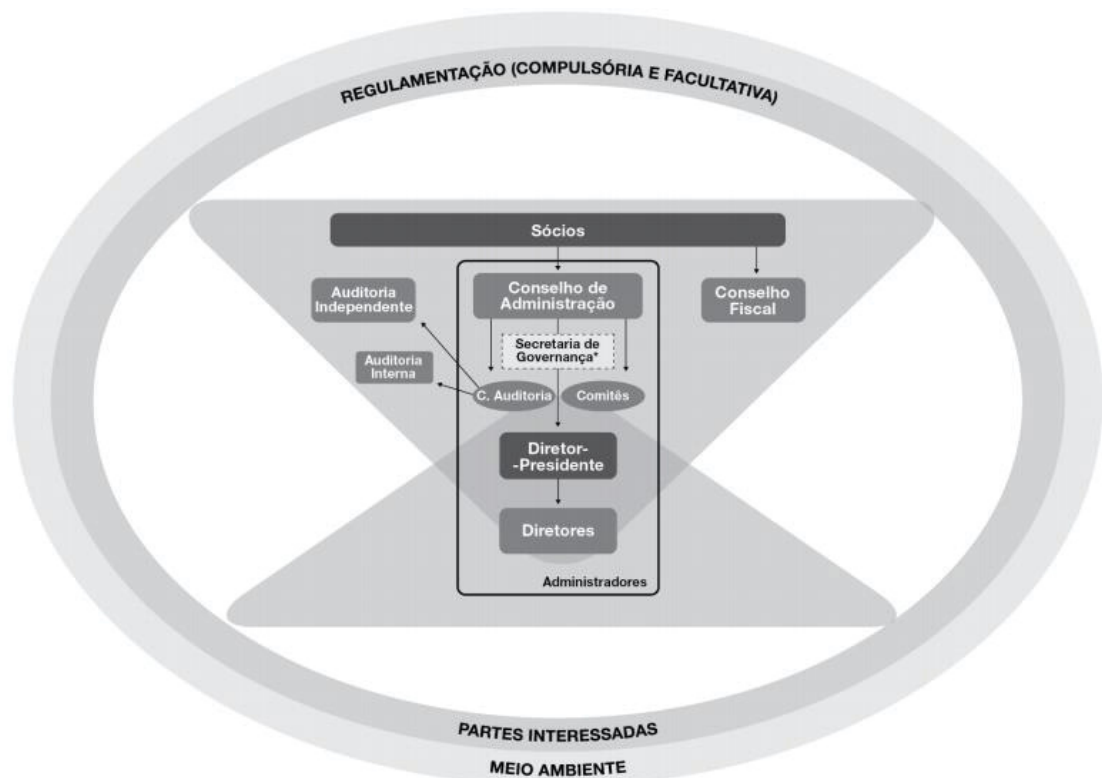 REGULAMENTAÇÃO (COMPULSÓRIA E FACULTATIVA)
Sócios
Auditoria
Independente
Conselho de
Administração
Conselho
Fiscal
Secretaria de
Governança*
Auditoria
Interna
C. Auditoria
Comitês
Diretor-
-Presidente
Diretores
Administradores
PARTES INTERESSADAS
MEIO AMBIENTE